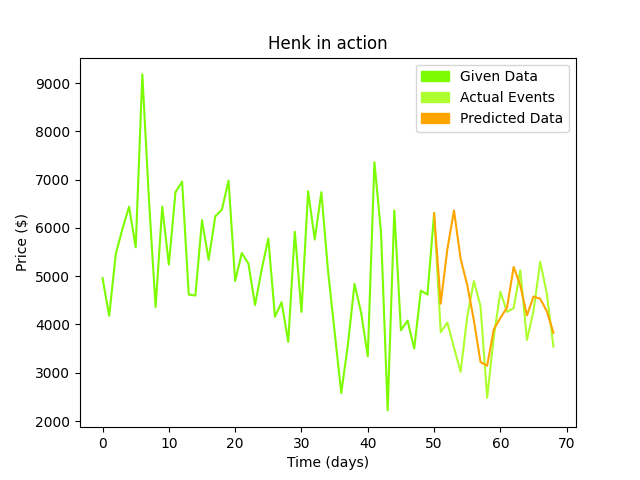 Henk in action
Given Data
Actual Events
Predicted Data
Price ($)
9000
8000
7000
6000
5000
4000
3000
2000
0 10 20 30 40 50 60 70
Time (days)